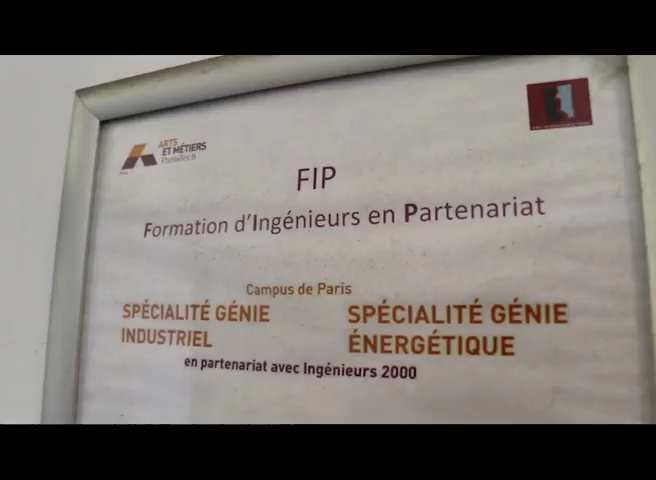 ARTS
ET MÉTIERS
ParisTech
FIP
Formation d'Ingénieurs en Partenariat
Campus de Paris
SPÉCIALITÉ GÉNIE
INDUSTRIEL
SPÉCIALITÉ GÉNIE
ÉNERGÉTIQUE
en partenariat avec Ingénieurs 2000